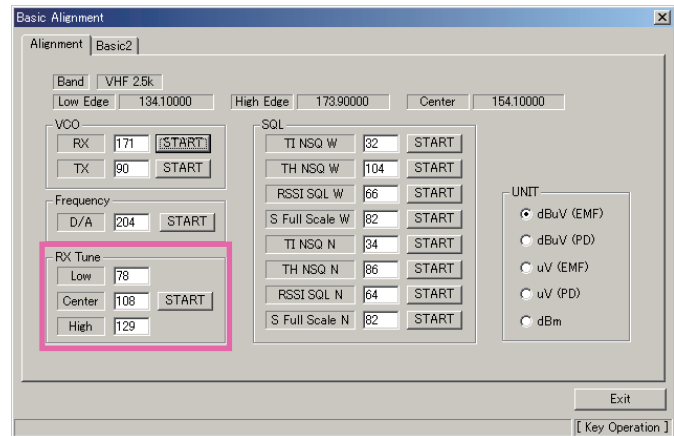 Basic Alignment
Alignment Basic2
Band VHF 2.5k
Low Edge 134.10000 High Edge 173.90000 Center 154.10000
VCO
RX 171 START
TX 90 START
Frequency
D/A 204 START
RX Tune
Low 78
Center 108 START
High 129
SQL
TI NSQ W 32 START
TH NSQ W 104 START
RSSI SQL W 66 START
S Full Scale W 82 START
TI NSQ N 34 START
TH NSQ N 86 START
RSSI SQL N 64 START
S Full Scale N 82 START
UNIT
dBuV (EMF)
dBuV (PD)
uV (EMF)
uV (PD)
dBm
Exit
[ Key Operation ]